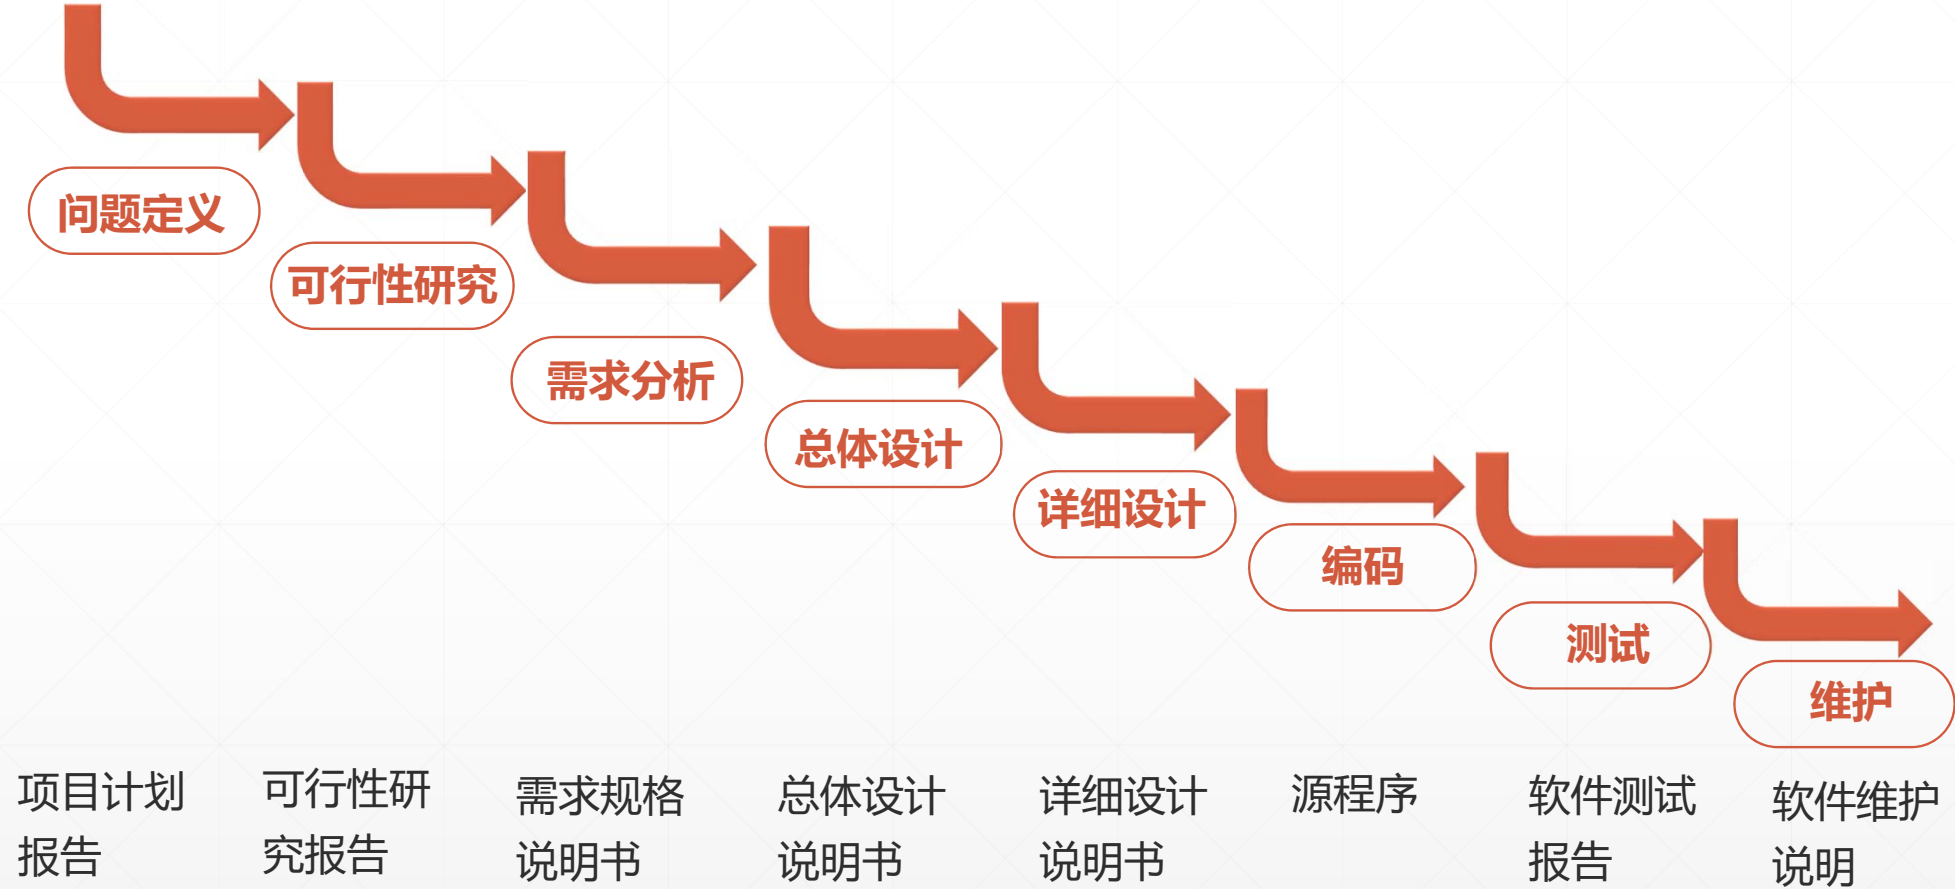 问题定义
可行性研究
需求分析
总体设计
详细设计
编码
测试
维护
项目计划
报告
可行性研
究报告
需求规格
说明书
总体设计
说明书
详细设计
说明书
源程序
软件测试
报告
软件维护
说明